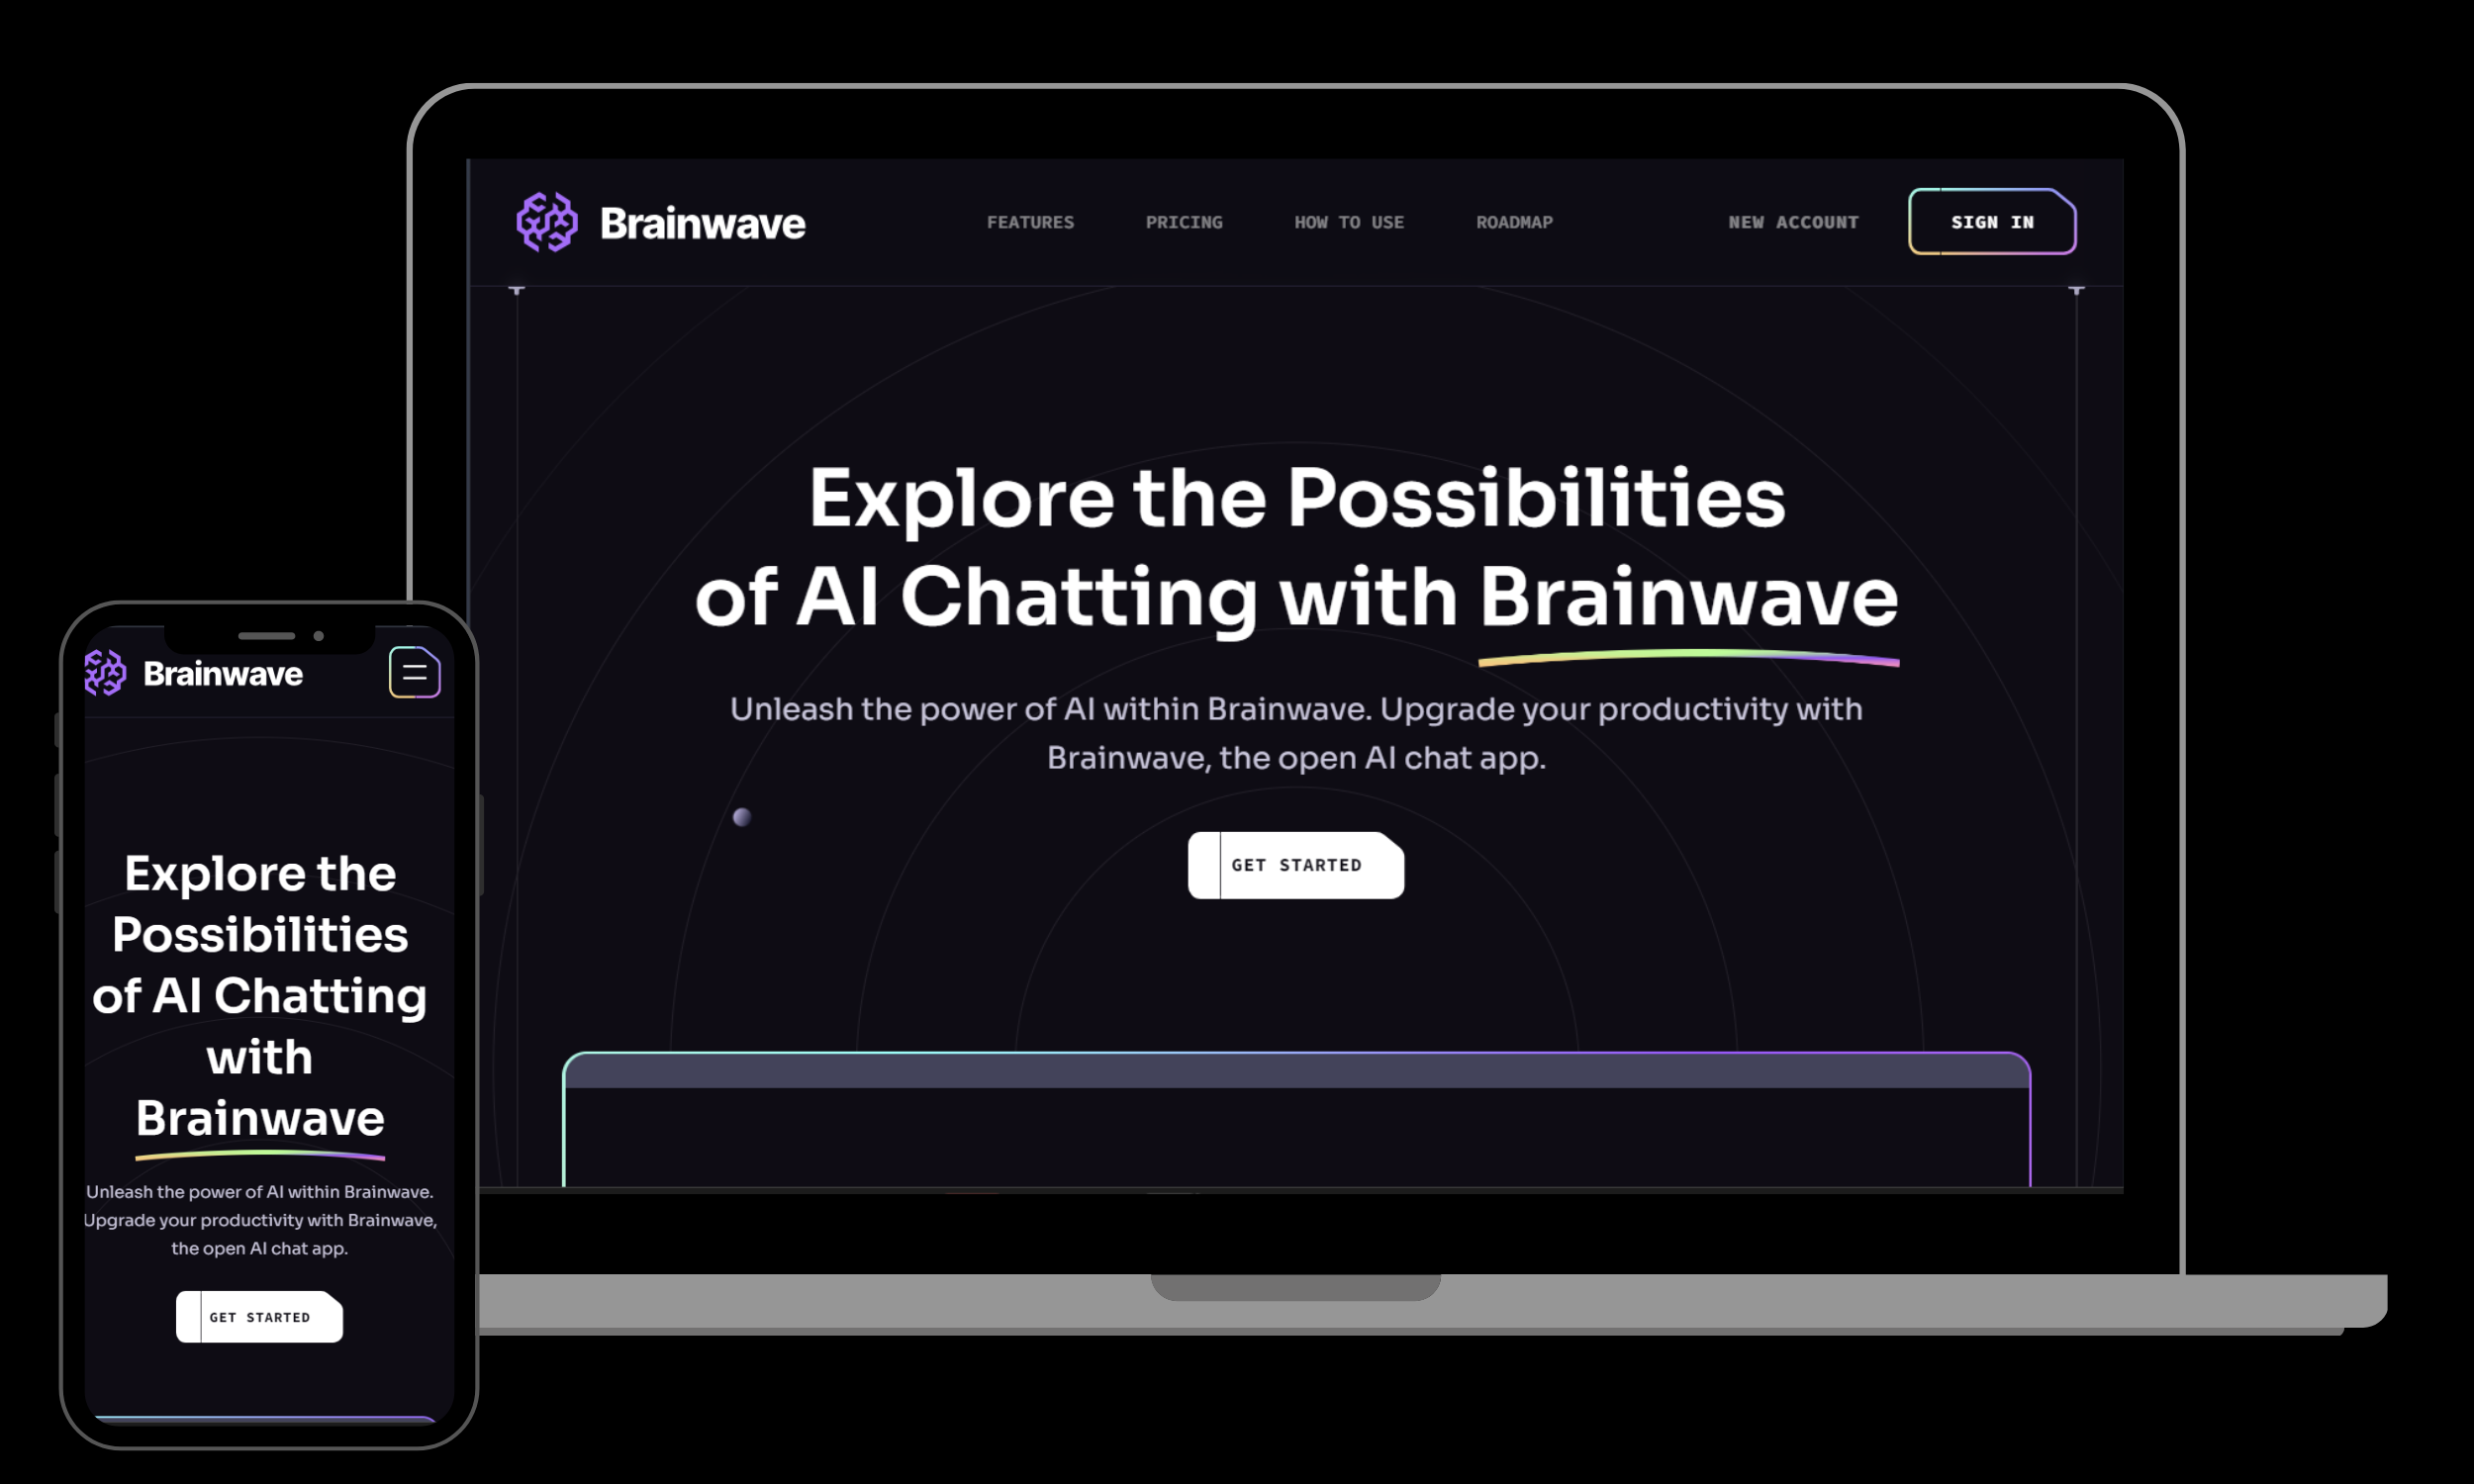 Brainwave
FEATURES PRICING HOW TO USE ROADMAP NEW ACCOUNT SIGN IN
Explore the Possibilities
of AI Chatting with Brainwave
Unleash the power of AI within Brainwave. Upgrade your productivity with
Brainwave, the open AI chat app.
GET STARTED
Brainwave
Explore the
Possibilities
of AI Chatting
with
Brainwave
Unleash the power of AI within Brainwave.
Upgrade your productivity with Brainwave,
the open AI chat app.
GET STARTED